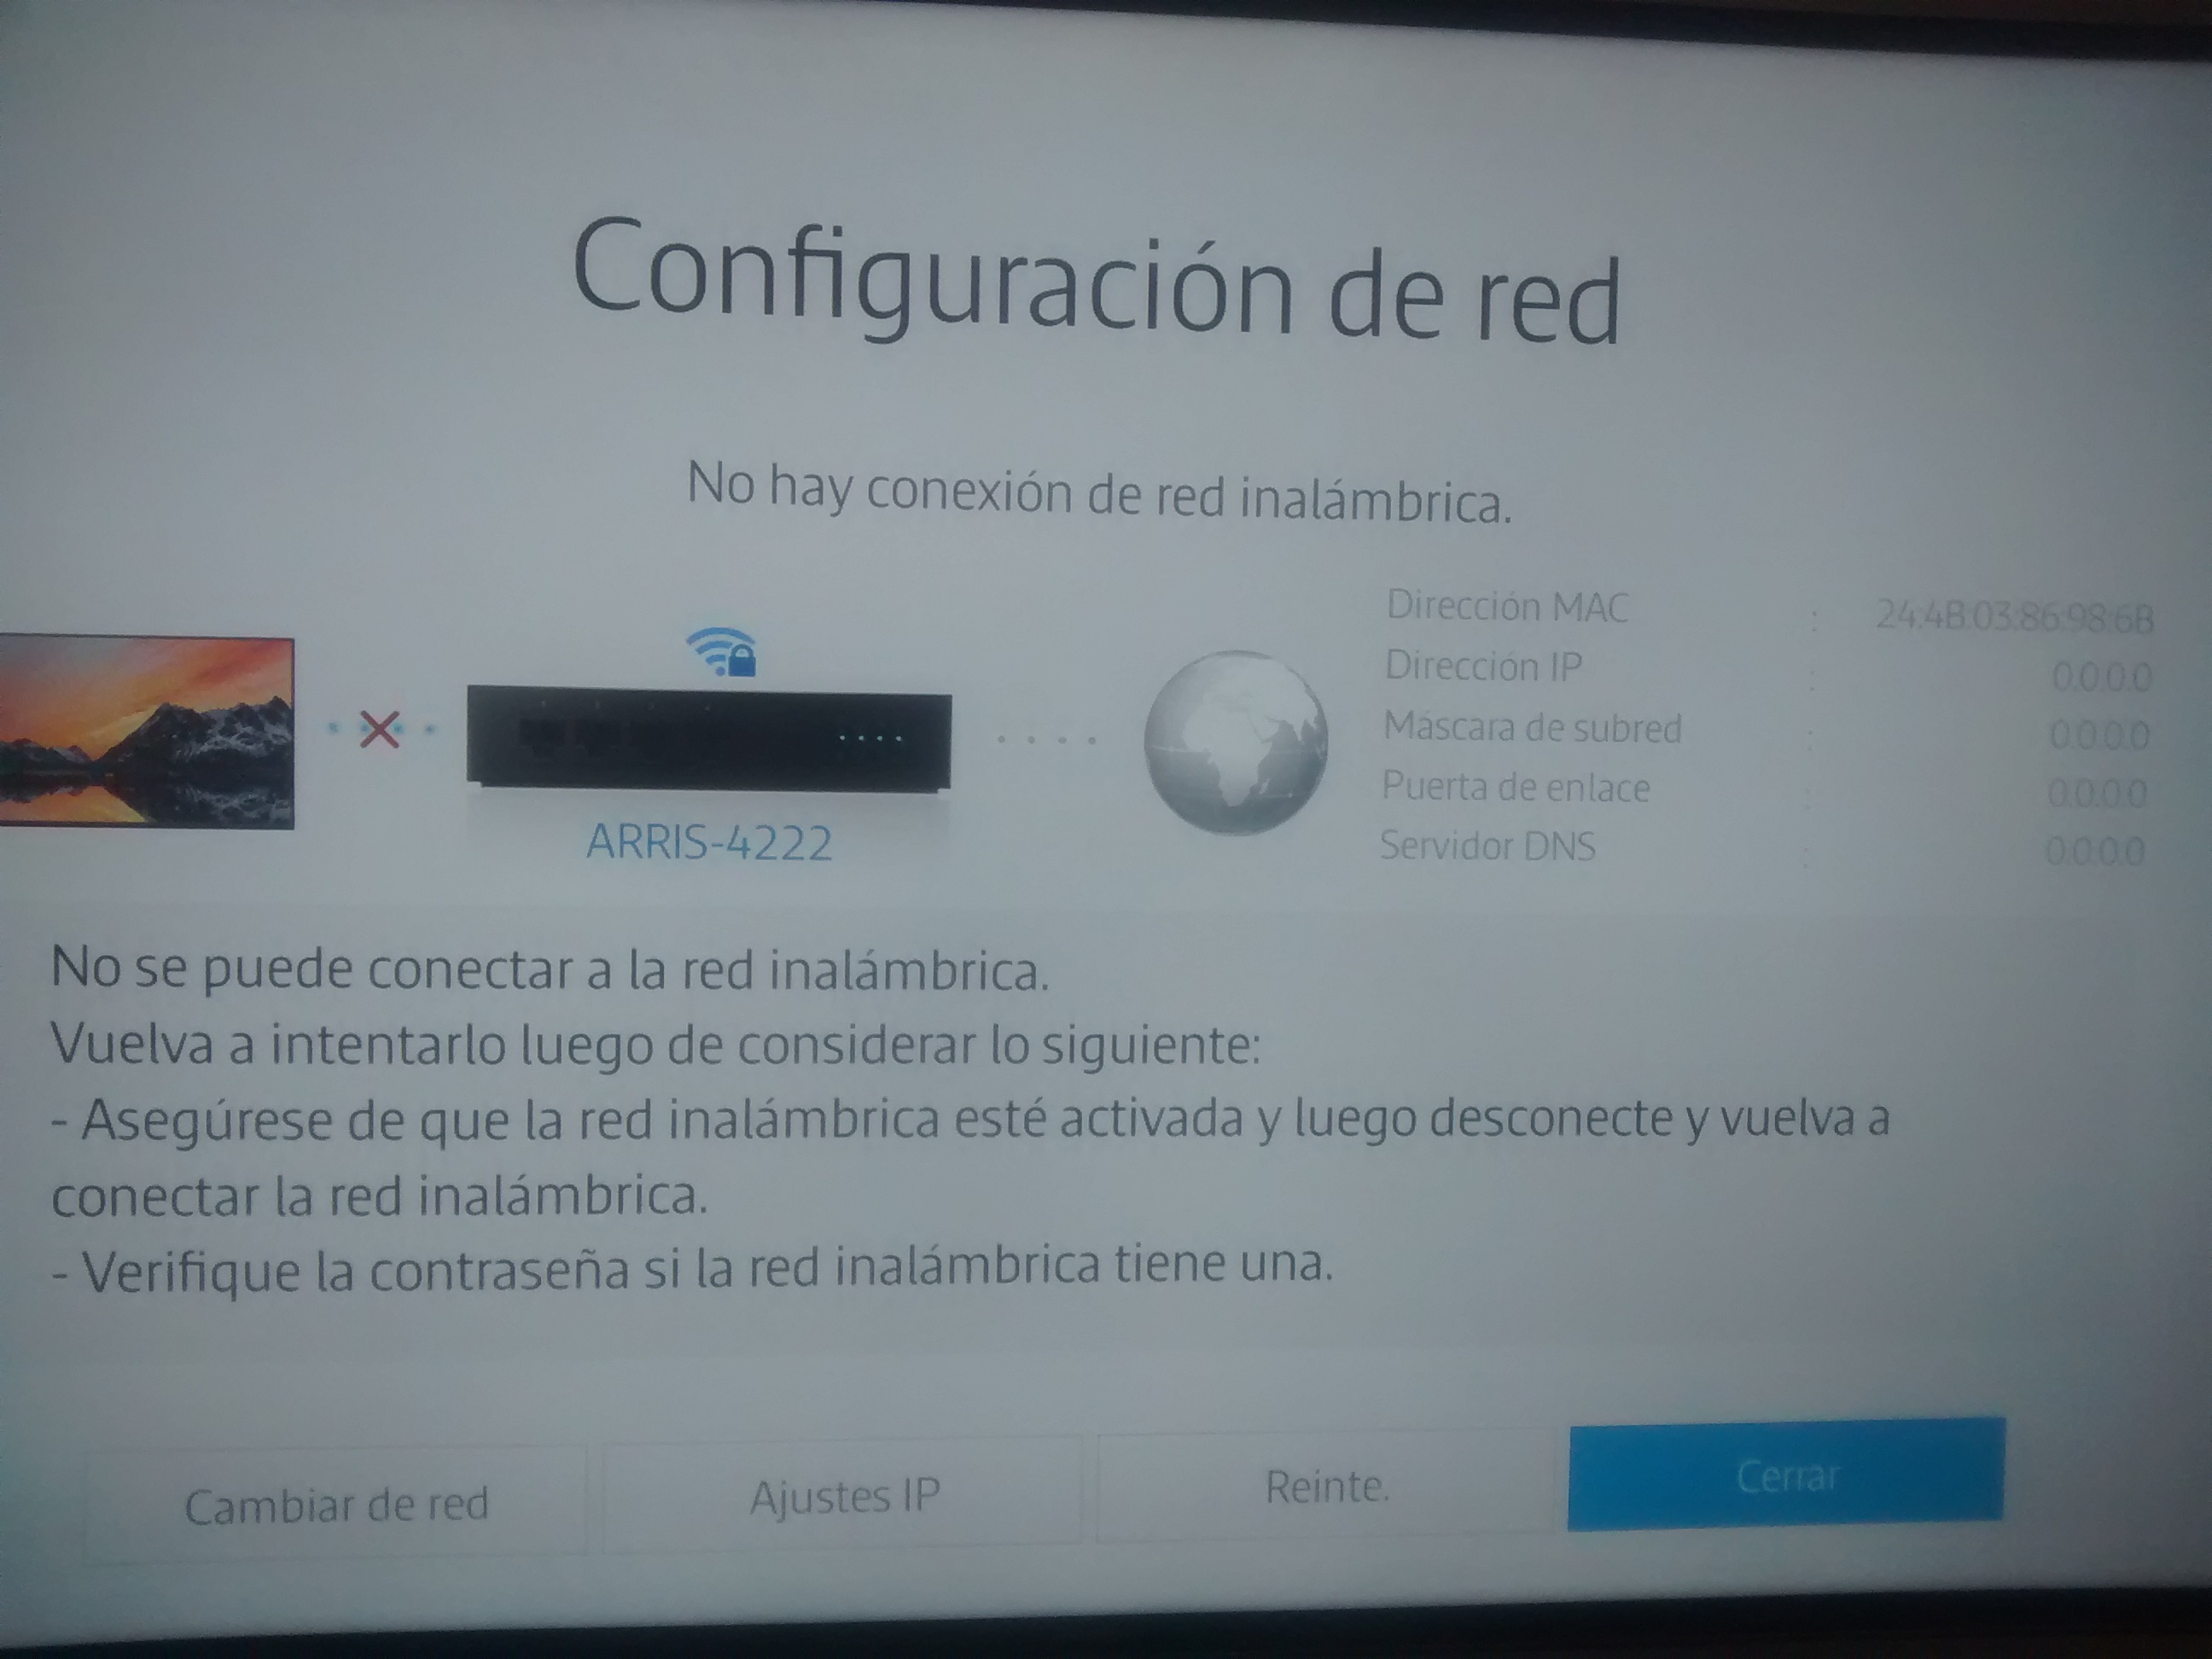 Configuración de red
No hay conexión de red inalámbrica.
Dirección MAC : 24:4B:03:86:98:6B
Dirección IP : 0.0.0.0
Máscara de subred : 0.0.0.0
Puerta de enlace : 0.0.0.0
Servidor DNS : 0.0.0.0
ARRIS-4222
No se puede conectar a la red inalámbrica.
Vuelva a intentarlo luego de considerar lo siguiente:
- Asegúrese de que la red inalámbrica esté activada y luego desconecte y vuelva a
conectar la red inalámbrica.
- Verifique la contraseña si la red inalámbrica tiene una.
Cambiar de red
Ajustes IP
Reinte.
Cerrar